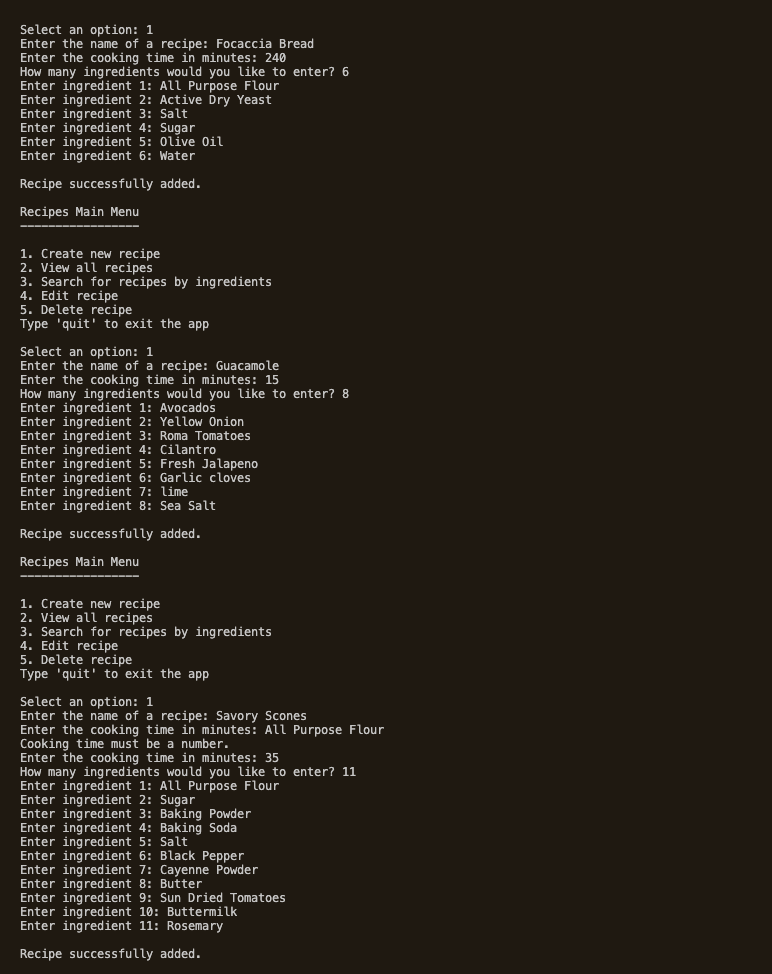 Select an option: 1
Enter the name of a recipe: Focaccia Bread
Enter the cooking time in minutes: 240
How many ingredients would you like to enter? 6
Enter ingredient 1: All Purpose Flour
Enter ingredient 2: Active Dry Yeast
Enter ingredient 3: Salt
Enter ingredient 4: Sugar
Enter ingredient 5: Olive Oil
Enter ingredient 6: Water
Recipe successfully added.
Recipes Main Menu
-----------------
1. Create new recipe
2. View all recipes
3. Search for recipes by ingredients
4. Edit recipe
5. Delete recipe
Type 'quit' to exit the app
Select an option: 1
Enter the name of a recipe: Guacamole
Enter the cooking time in minutes: 15
How many ingredients would you like to enter? 8
Enter ingredient 1: Avocados
Enter ingredient 2: Yellow Onion
Enter ingredient 3: Roma Tomatoes
Enter ingredient 4: Cilantro
Enter ingredient 5: Fresh Jalapeno
Enter ingredient 6: Garlic cloves
Enter ingredient 7: lime
Enter ingredient 8: Sea Salt
Recipe successfully added.
Recipes Main Menu
-----------------
1. Create new recipe
2. View all recipes
3. Search for recipes by ingredients
4. Edit recipe
5. Delete recipe
Type 'quit' to exit the app
Select an option: 1
Enter the name of a recipe: Savory Scones
Enter the cooking time in minutes: All Purpose Flour
Cooking time must be a number.
Enter the cooking time in minutes: 35
How many ingredients would you like to enter? 11
Enter ingredient 1: All Purpose Flour
Enter ingredient 2: Sugar
Enter ingredient 3: Baking Powder
Enter ingredient 4: Baking Soda
Enter ingredient 5: Salt
Enter ingredient 6: Black Pepper
Enter ingredient 7: Cayenne Powder
Enter ingredient 8: Butter
Enter ingredient 9: Sun Dried Tomatoes
Enter ingredient 10: Buttermilk
Enter ingredient 11: Rosemary
Recipe successfully added.